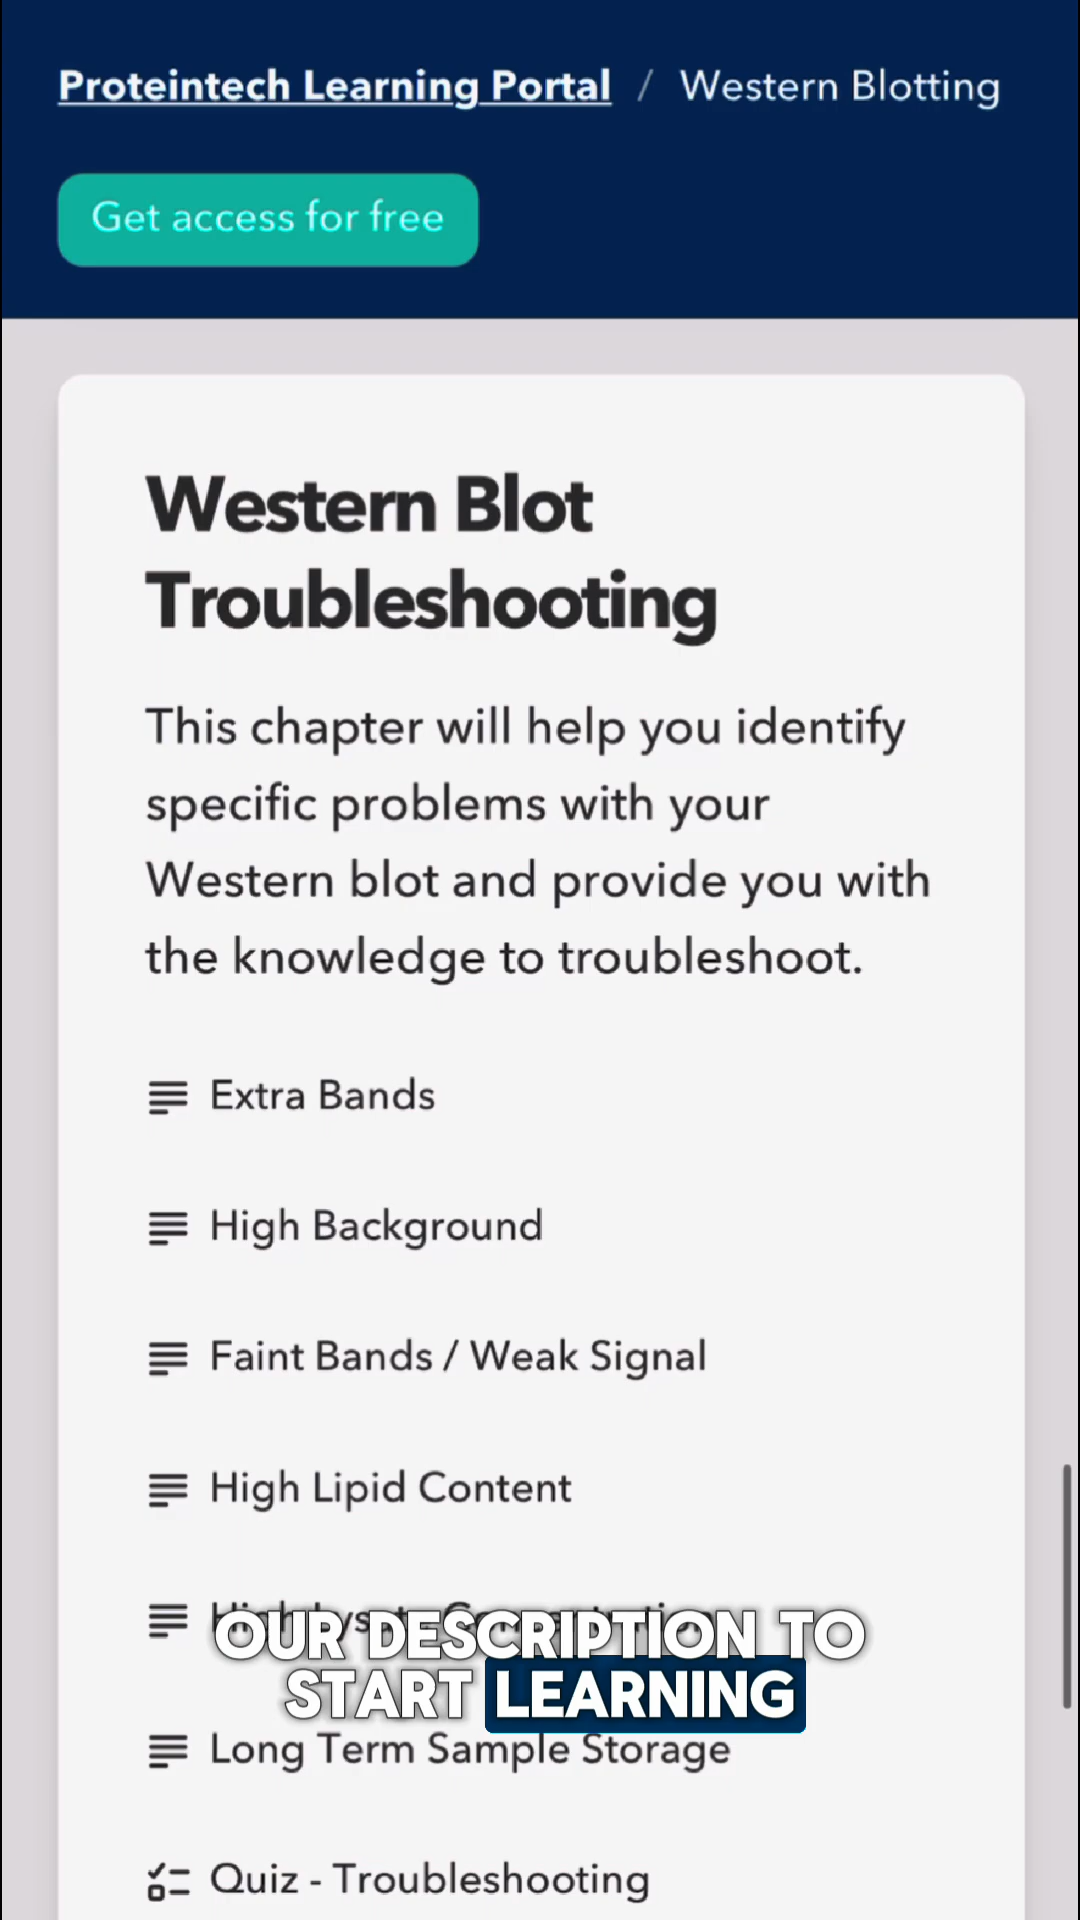 Proteintech Learning Portal / Western Blotting
Get access for free
Western Blot
Troubleshooting
This chapter will help you identify
specific problems with your
Western blot and provide you with
the knowledge to troubleshoot.
Extra Bands
High Background
Faint Bands / Weak Signal
High Lipid Content
OUR DESCRIPTION TO
START LEARNING
Long Term Sample Storage
Quiz - Troubleshooting